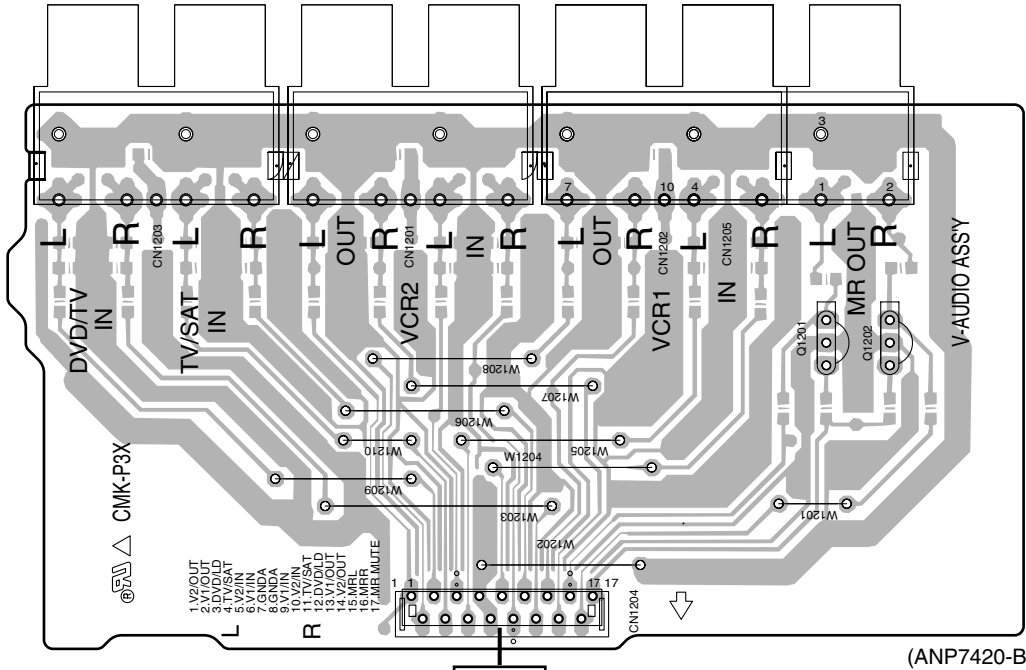 3
7
10
4
1
2
L
R
CN1203
L
R
L
OUT
R
CN1201
L
IN
R
L
OUT
R
CN1202
L
CN1205
IN
R
L
MR OUT
R
DVD/TV
IN
TV/SAT
IN
VCR2
VCR1
Q1201
Q1202
V-AUDIO ASS'Y
W1208
W1207
W1206
W1210
W1205
W1204
W1209
W1203
W1201
W1202
CMK-P3X
1.V2/OUT
2.V1/OUT
3.DVD/LD
4.TV/SAT
5.V2/IN
6.V1/IN
7.GNDA
8.GNDA
9.V1/IN
10.V2/IN
11.TV/SAT
12.DVD/LD
13.V1/OUT
14.V2/OUT
15.MRL
16.MRR
17.MR MUTE
L
R
1
1
17
17
CN1204
(ANP7420-B